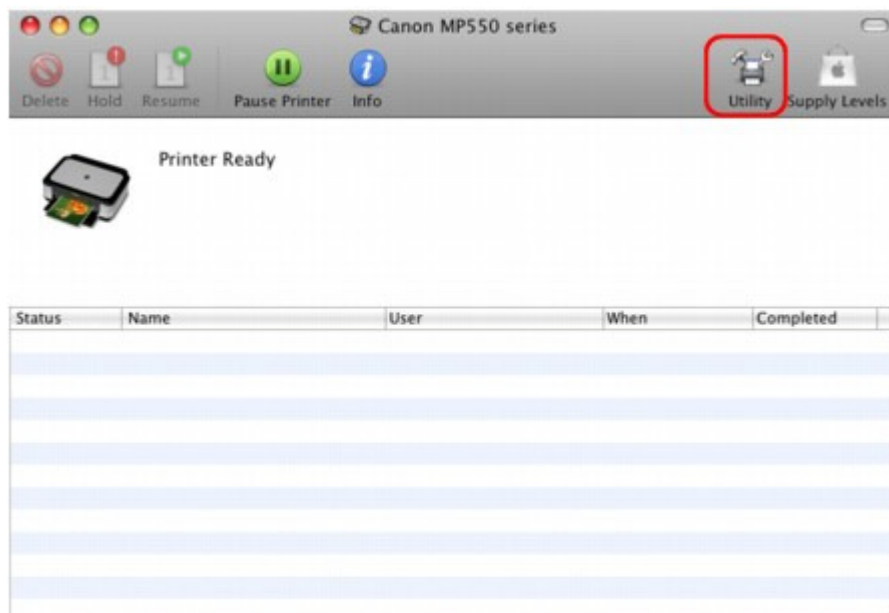 Canon MP550 series
Delete Hold Resume Pause Printer Info Utility Supply Levels
Printer Ready
Status Name User When Completed